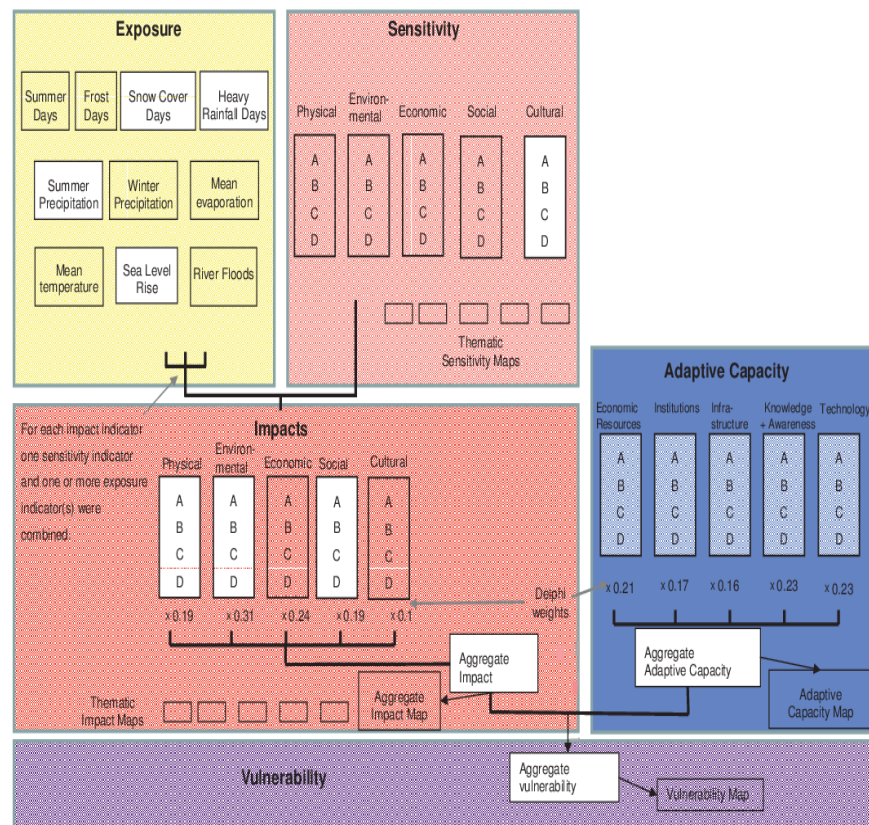 Exposure
Summer
Days
Frost
Days
Snow Cover
Days
Heavy
Rainfall Days
Summer
Precipitation
Winter
Precipitation
Mean
evaporation
Mean
temperature
Sea Level
Rise
River Floods
Sensitivity
Physical
Environ-
mental
Economic
Social
Cultural
A
B
C
D
A
B
C
D
A
B
C
D
A
B
C
D
A
B
C
D
Thematic
Sensitivity Maps
For each impact indicator
one sensitivity indicator
and one or more exposure
indicator(s) were
combined.
Impacts
Physical
Environ-
mental
Economic
Social
Cultural
A
B
C
D
A
B
C
D
A
B
C
D
A
B
C
D
A
B
C
D
x 0.19
x 0.31
x 0.24
x 0.19
x 0.1
Delphi
weights
Aggregate
Impact
Thematic
Impact Maps
Aggregate
Impact Map
Adaptive Capacity
Economic
Resources
Institutions
Infra-
structure
Knowledge
+ Awareness
Technology
A
B
C
D
A
B
C
D
A
B
C
D
A
B
C
D
A
B
C
D
x 0.21
x 0.17
x 0.16
x 0.23
x 0.23
Aggregate
Adaptive Capacity
Adaptive
Capacity Map
Vulnerability
Aggregate
vulnerability
Vulnerability Map